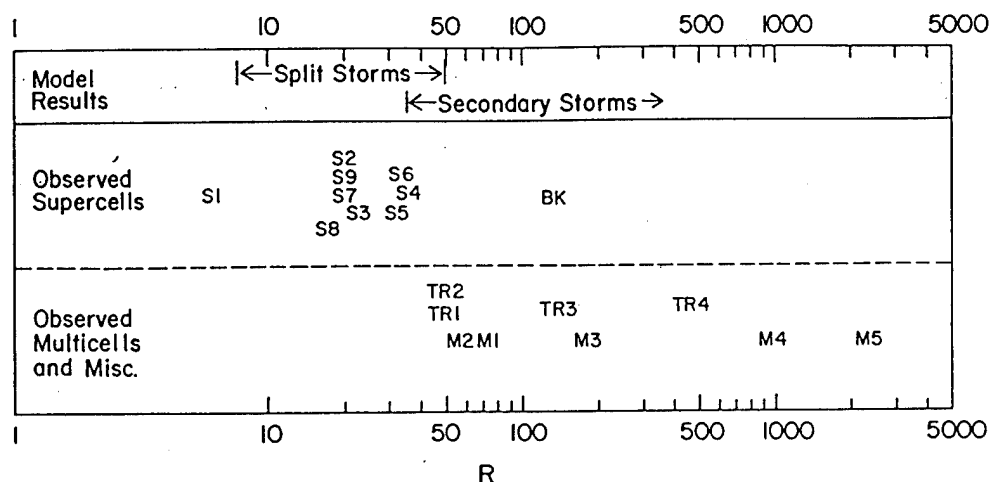 1 10 50 100 500 1000 5000
Model
Results
|←Split Storms→|
|←Secondary Storms→
Observed
Supercells
S2
S9
S6
S1
S7
S4
BK
S3
S5
S8
Observed
Multicells
and Misc.
TR2
TR1
TR3
TR4
M2 M1
M3
M4
M5
1 10 50 100 500 1000 5000
R